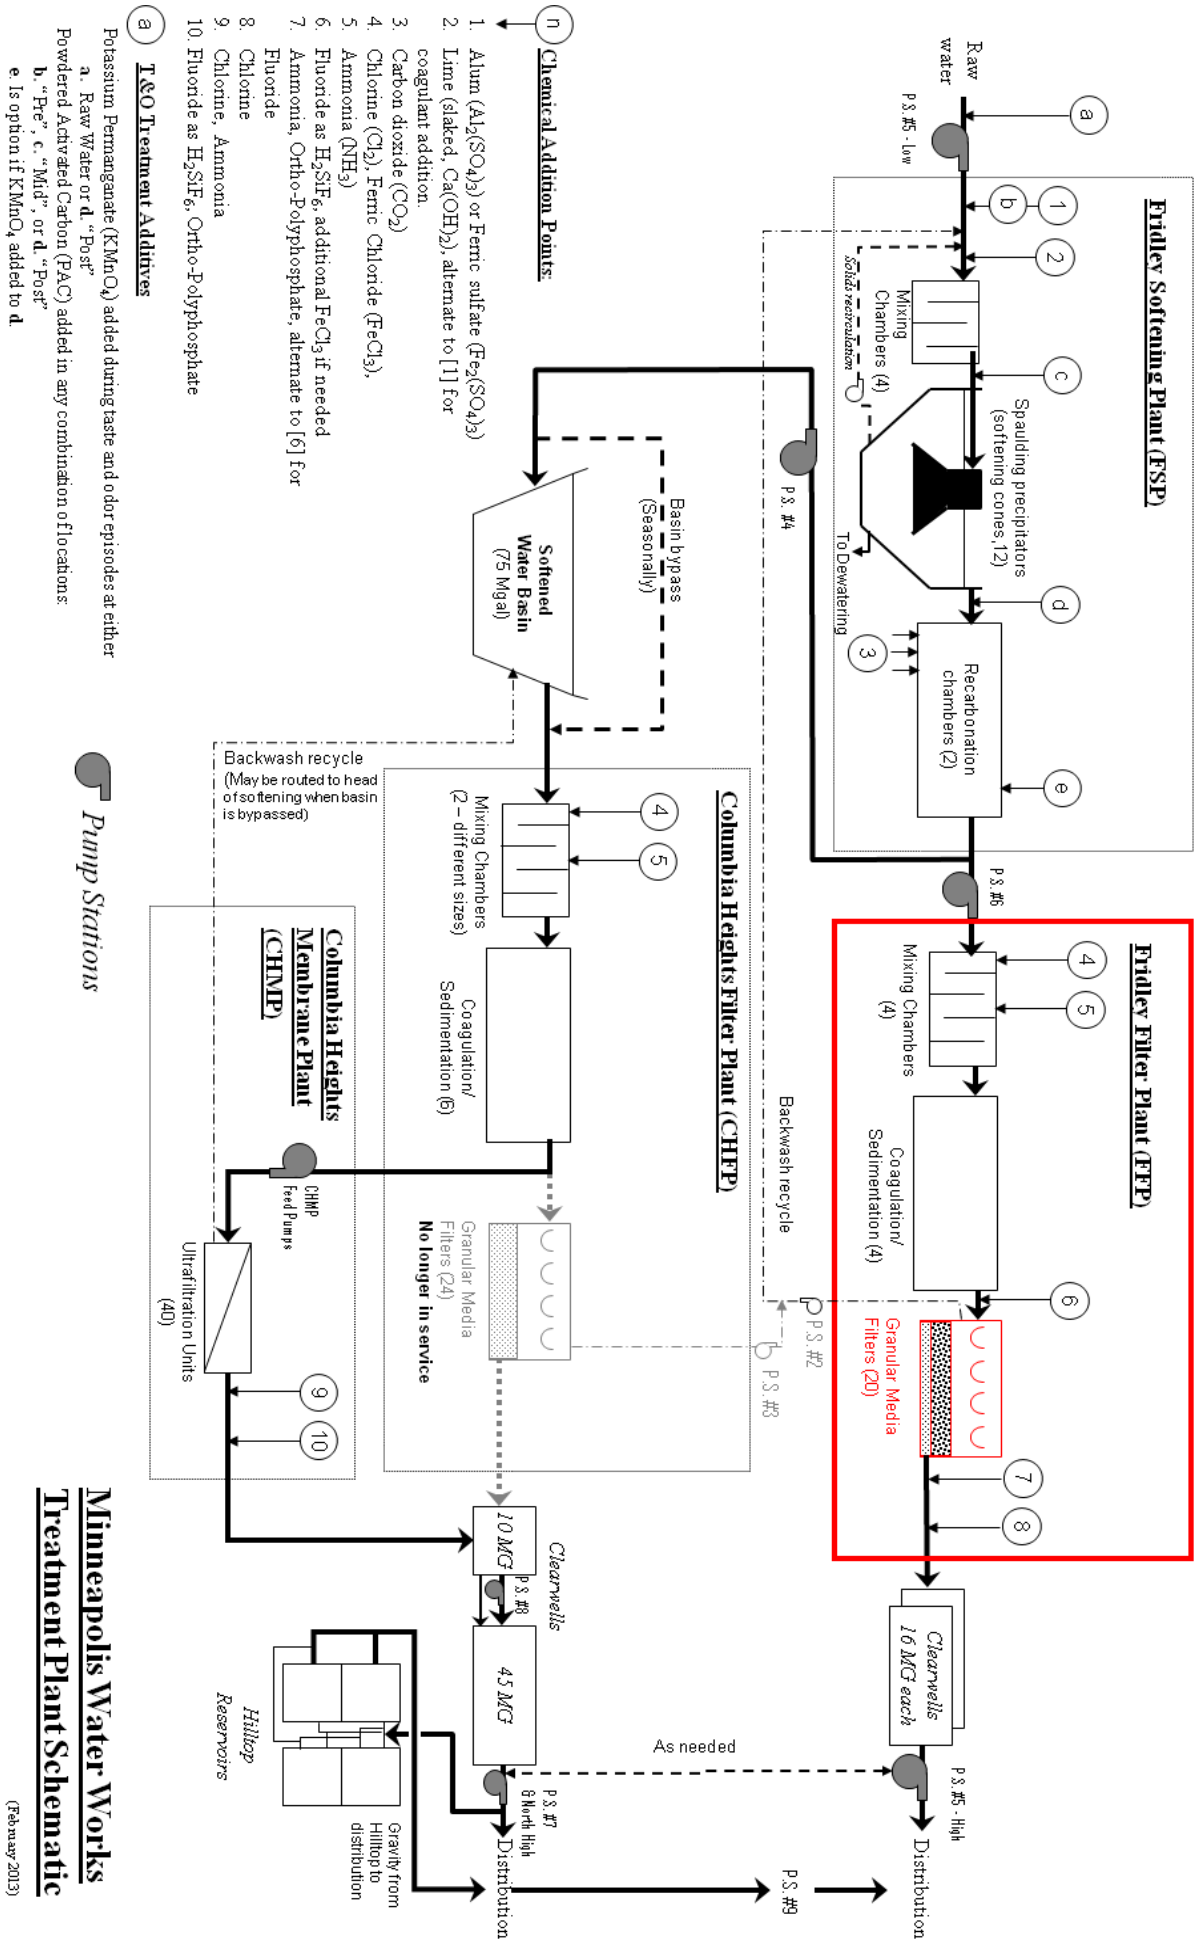 Raw
water
P.S. #5 - Low
a
Fridley Softening Plant (FSP)
1
b
2
Mixing
Chambers (4)
Solids recirculation
c
Spaulding precipitators
(softening cones,12)
To Dewatering
d
3
Recarbonation
chambers (2)
e
P.S. #6
P.S. #4
Fridley Filter Plant (FFP)
4
5
Mixing Chambers
(4)
Coagulation/
Sedimentation (4)
6
Granular Media
Filters (20)
7
8
Clearwells
16 MG each
P.S. #5 - High
Distribution
Backwash recycle
P.S. #2
P.S. #3
As needed
P.S. #9
Basin bypass
(Seasonally)
Softened
Water Basin
(75 Mgal)
Columbia Heights Filter Plant (CHFP)
4
5
Mixing Chambers
(2 – different sizes)
Coagulation/
Sedimentation (6)
Granular Media
Filters (24)
No longer in service
Clearwells
10 MG
P.S. #8
45 MG
P.S. #7
& North High
Distribution
Backwash recycle
(May be routed to head
of softening when basin
is bypassed)
Columbia Heights
Membrane Plant
(CHMP)
CHMP
Feed Pumps
Ultrafiltration Units
(40)
9
10
Hilltop
Reservoirs
Gravity from
Hilltop to
distribution
n
Chemical Addition Points:
1. Alum (Al2(SO4)3) or Ferric sulfate (Fe2(SO4)3)
2. Lime (slaked, Ca(OH)2), alternate to [1] for
coagulant addition.
3. Carbon dioxide (CO2)
4. Chlorine (Cl2), Ferric Chloride (FeCl3),
5. Ammonia (NH3)
6. Fluoride as H2SiF6, additional FeCl3 if needed
7. Ammonia, Ortho-Polyphosphate, alternate to [6] for
Fluoride
8. Chlorine
9. Chlorine, Ammonia
10. Fluoride as H2SiF6, Ortho-Polyphosphate
a
T&O Treatment Additives
Potassium Permanganate (KMnO4) added during taste and odor episodes at either
a. Raw Water or d. “Post”
Powdered Activated Carbon (PAC) added in any combination of locations:
b. “Pre”, c. “Mid”, or d. “Post”
e. Is option if KMnO4 added to d.
Pump Stations
Minneapolis Water Works
Treatment Plant Schematic
(February 2013)